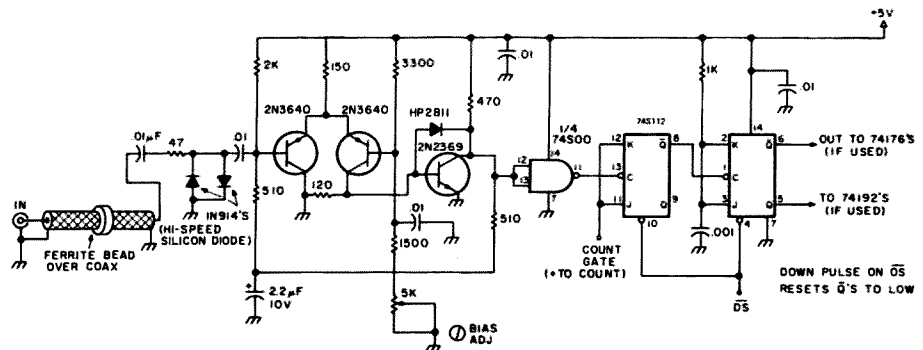 +5V
2K
150
3300
.01
1K
.01
2N3640
2N3640
HP2811
470
1/4
74S00
74S112
14
.01µF
47
.01
2N2369
12
13
14
11
7
12
K
Q̄
8
13
C
11
J
Q
9
10
2
K
Q̄
6
1
C
3
J
Q
5
4
7
OUT TO 74176'S
(IF USED)
TO 74192'S
(IF USED)
510
120
510
IN
1N914'S
(HI-SPEED
SILICON DIODE)
FERRITE BEAD
OVER COAX
.01
1500
.001
COUNT
GATE
(+TO COUNT)
+
2.2µF
10V
5K
1 BIAS
ADJ
DS
DOWN PULSE ON DS
RESETS Q̄'S TO LOW